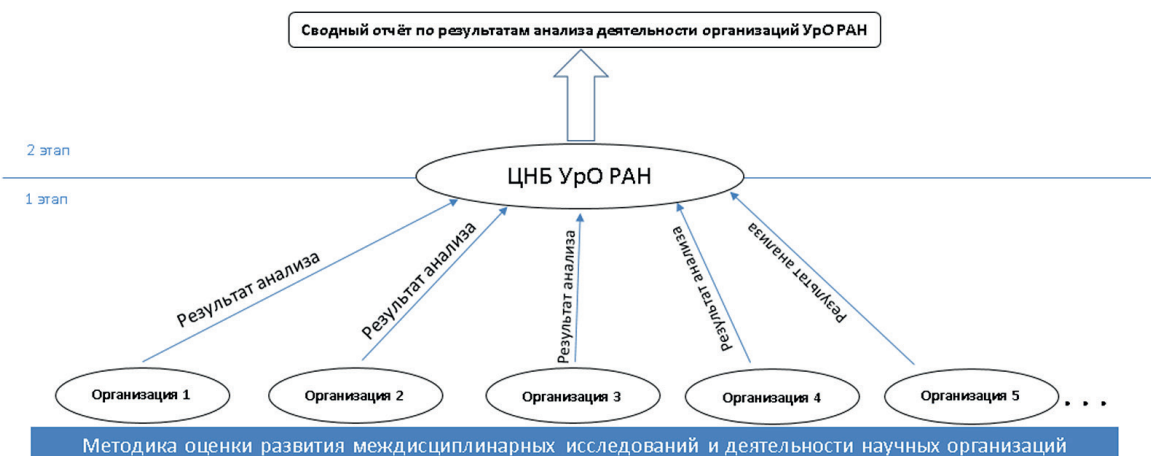 Сводный отчёт по результатам анализа деятельности организаций УрО РАН
2 этап
ЦНБ УрО РАН
1 этап
Результат анализа
Результат анализа
Результат анализа
Результат анализа
Результат анализа
Организация 1
Организация 2
Организация 3
Организация 4
Организация 5
. . .
Методика оценки развития междисциплинарных исследований и деятельности научных организаций